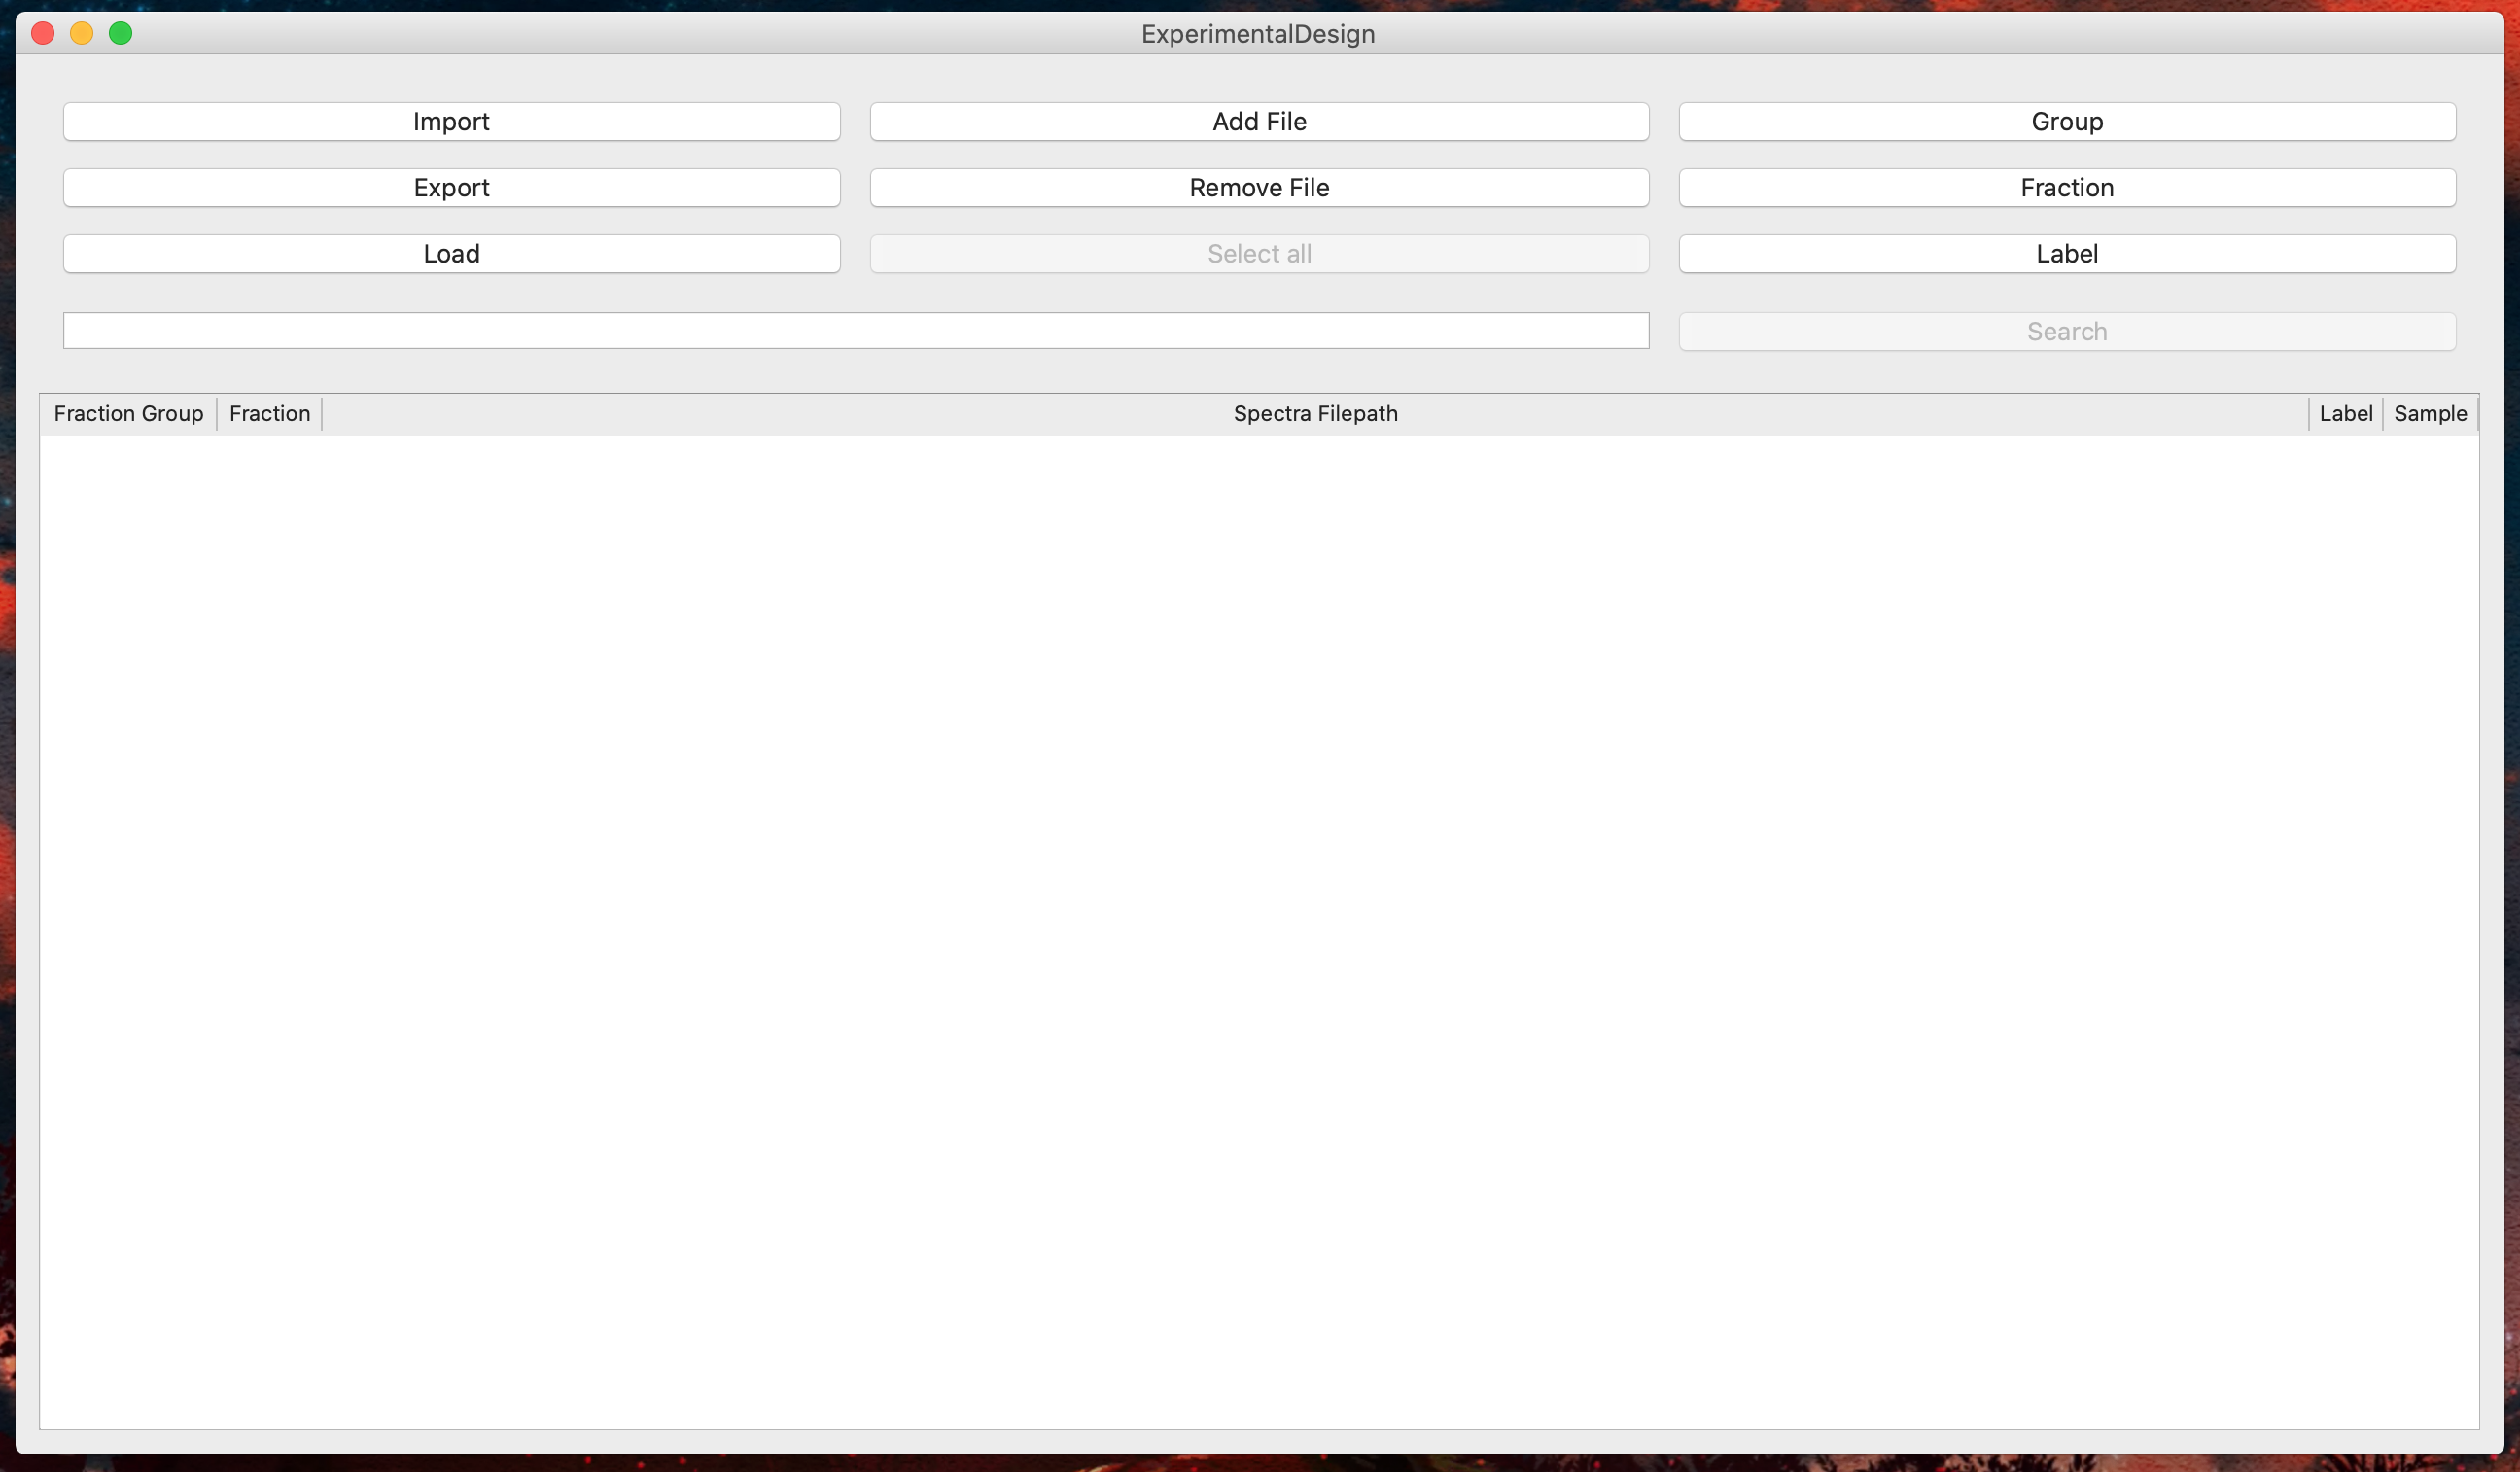 ExperimentalDesign
Import Add File Group
Export Remove File Fraction
Load Select all Label
Search
Fraction Group Fraction Spectra Filepath Label Sample